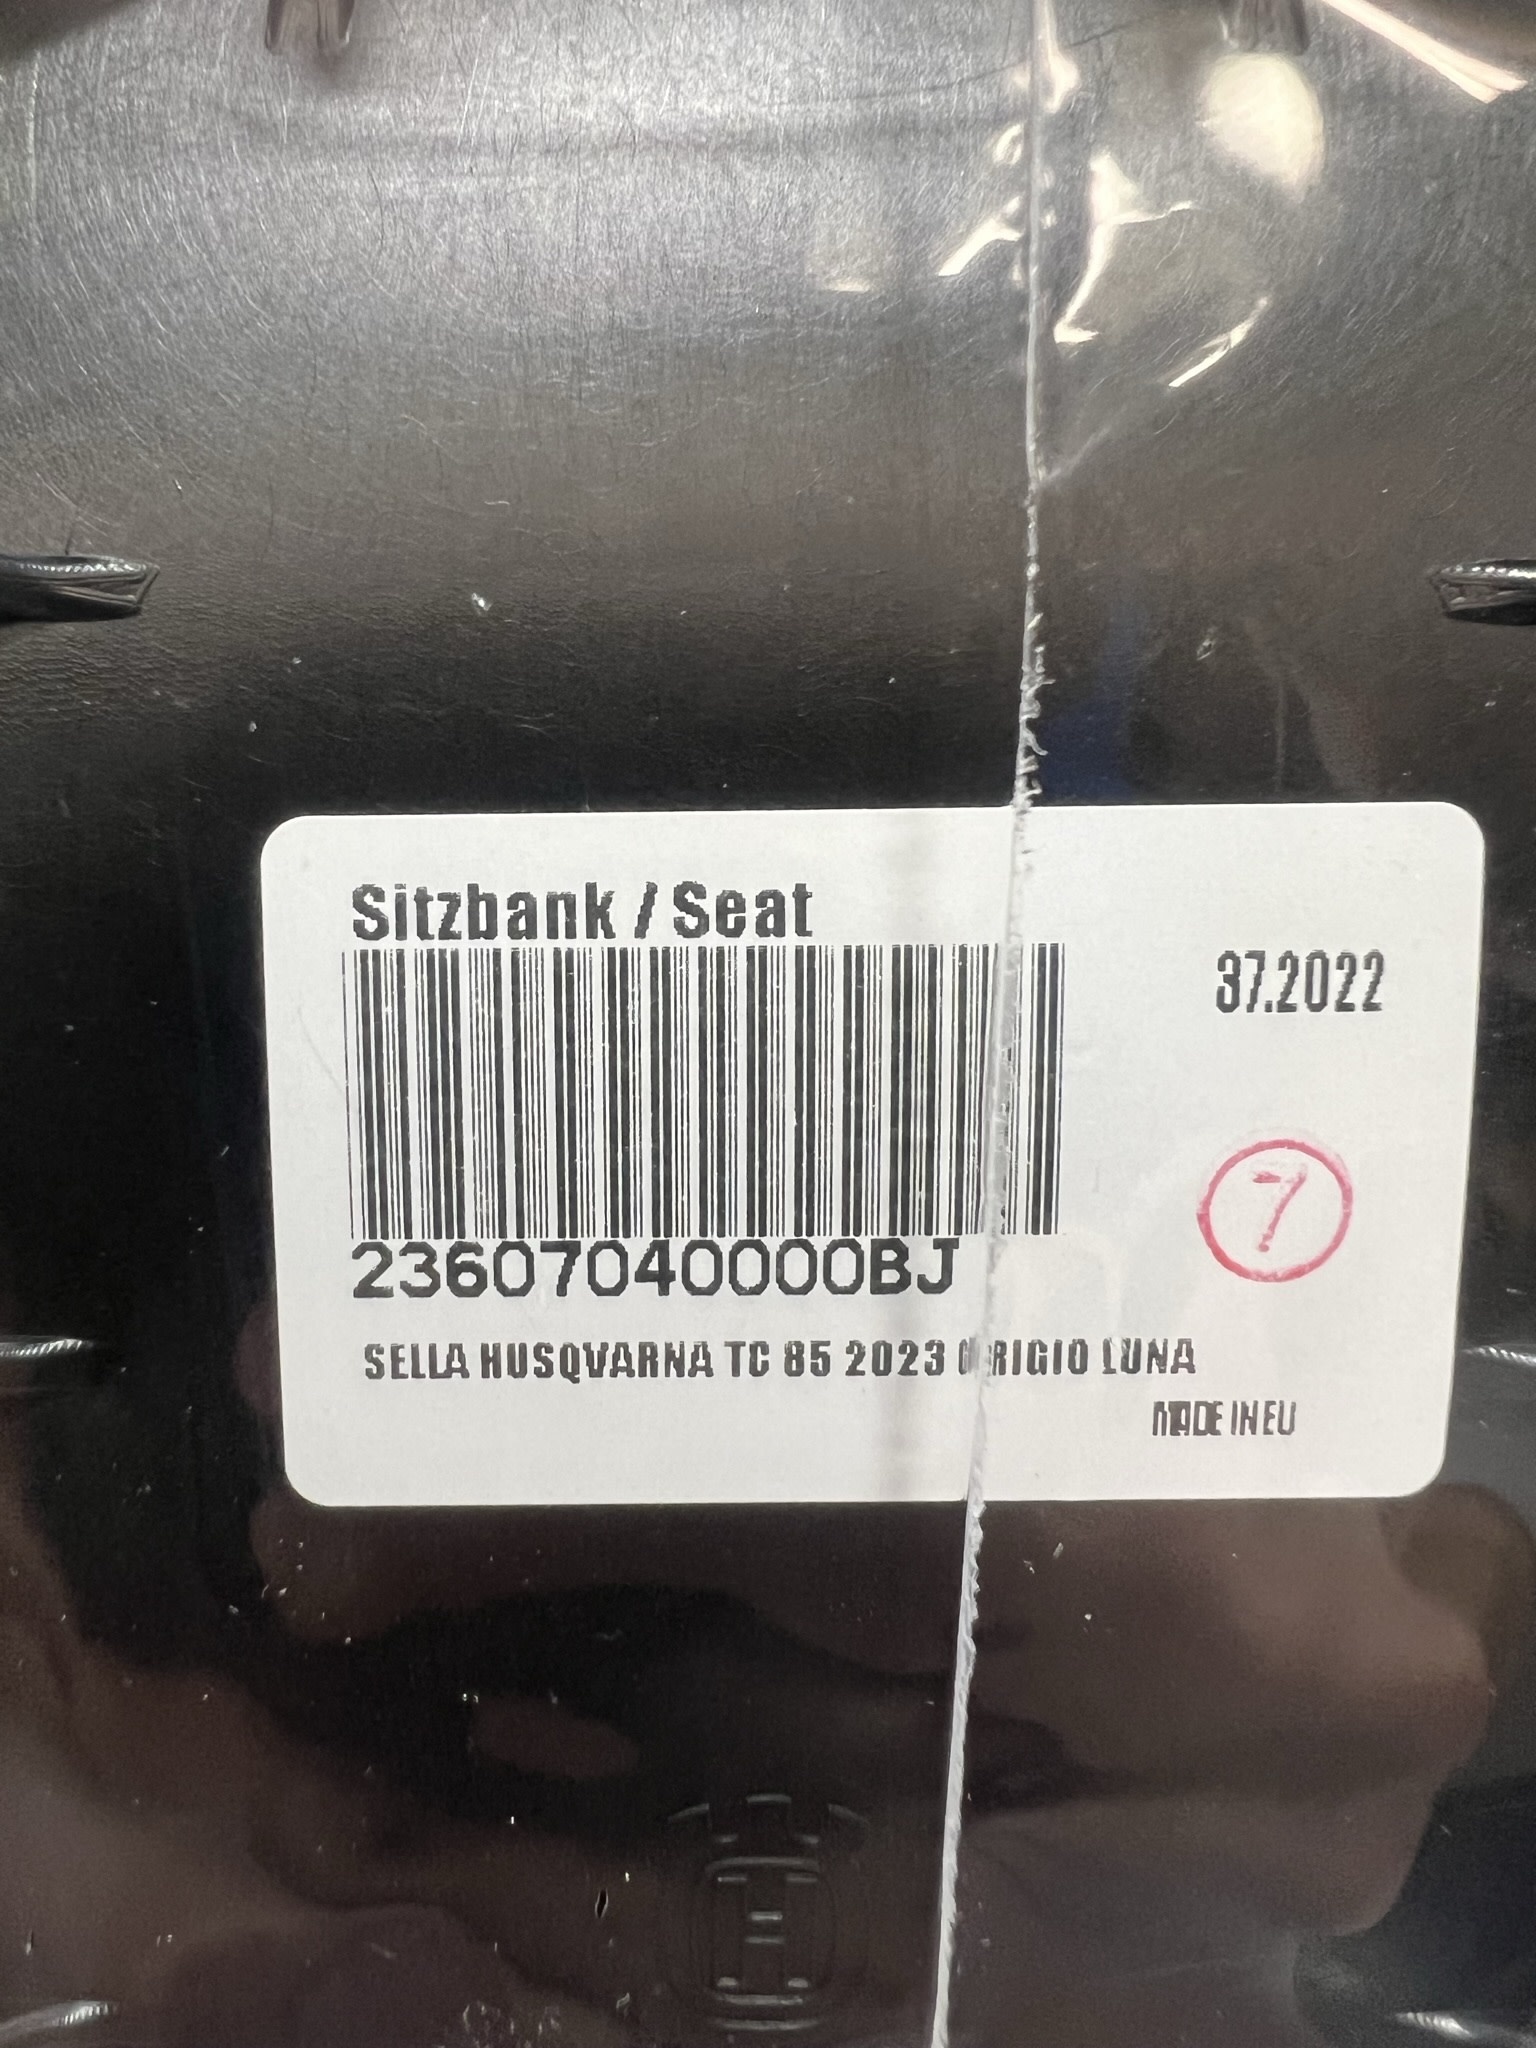 Sitzbank / Seat
37.2022
7
23607040000BJ
SELLA HUSQVARNA TC 85 2023 GRIGIO LUNA
MADE IN EU